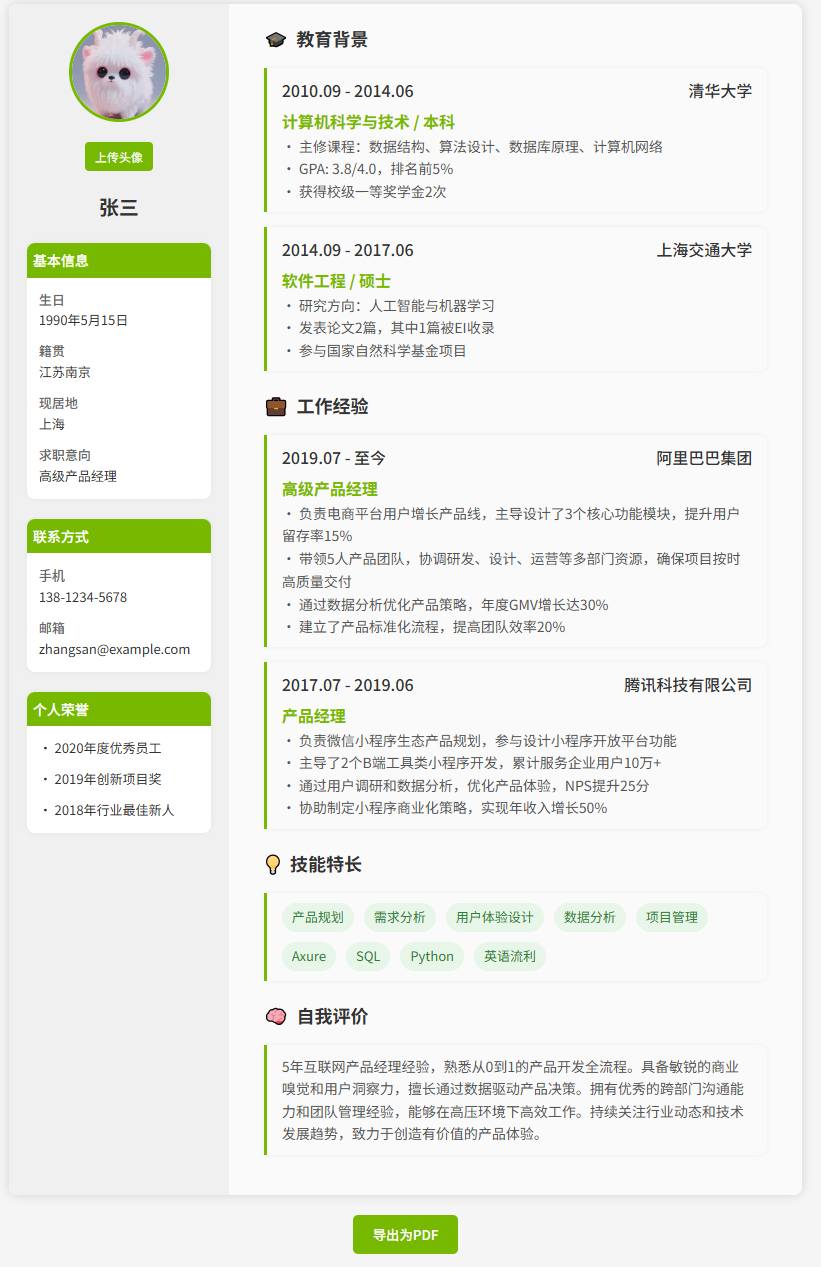 上传头像
张三
基本信息
生日
1990年5月15日
籍贯
江苏南京
现居地
上海
求职意向
高级产品经理
联系方式
手机
138-1234-5678
邮箱
zhangsan@example.com
个人荣誉
· 2020年度优秀员工
· 2019年创新项目奖
· 2018年行业最佳新人
教育背景
2010.09 - 2014.06 清华大学
计算机科学与技术 / 本科
· 主修课程：数据结构、算法设计、数据库原理、计算机网络
· GPA: 3.8/4.0，排名前5%
· 获得校级一等奖学金2次
2014.09 - 2017.06 上海交通大学
软件工程 / 硕士
· 研究方向：人工智能与机器学习
· 发表论文2篇，其中1篇被EI收录
· 参与国家自然科学基金项目
工作经验
2019.07 - 至今 阿里巴巴集团
高级产品经理
· 负责电商平台用户增长产品线，主导设计了3个核心功能模块，提升用户
留存率15%
· 带领5人产品团队，协调研发、设计、运营等多部门资源，确保项目按时
高质量交付
· 通过数据分析优化产品策略，年度GMV增长达30%
· 建立了产品标准化流程，提高团队效率20%
2017.07 - 2019.06 腾讯科技有限公司
产品经理
· 负责微信小程序生态产品规划，参与设计小程序开放平台功能
· 主导了2个B端工具类小程序开发，累计服务企业用户10万+
· 通过用户调研和数据分析，优化产品体验，NPS提升25分
· 协助制定小程序商业化策略，实现年收入增长50%
技能特长
产品规划 需求分析 用户体验设计 数据分析 项目管理
Axure SQL Python 英语流利
自我评价
5年互联网产品经理经验，熟悉从0到1的产品开发全流程。具备敏锐的商业
嗅觉和用户洞察力，擅长通过数据驱动产品决策。拥有优秀的跨部门沟通能
力和团队管理经验，能够在高压环境下高效工作。持续关注行业动态和技术
发展趋势，致力于创造有价值的产品体验。
导出为PDF